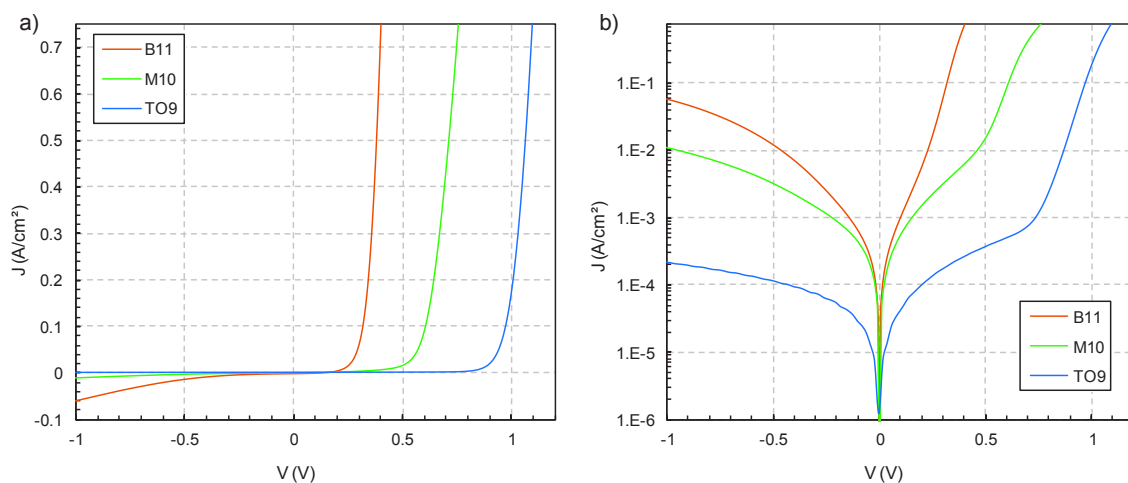 a)
0.7
0.6
0.5
0.4
0.3
0.2
0.1
0
-0.1
J (A/cm²)
B11
M10
TO9
-1
-0.5
0
0.5
1
V (V)
b)
1.E-1
1.E-2
1.E-3
1.E-4
1.E-5
1.E-6
J (A/cm²)
B11
M10
TO9
-1
-0.5
0
0.5
1
V (V)